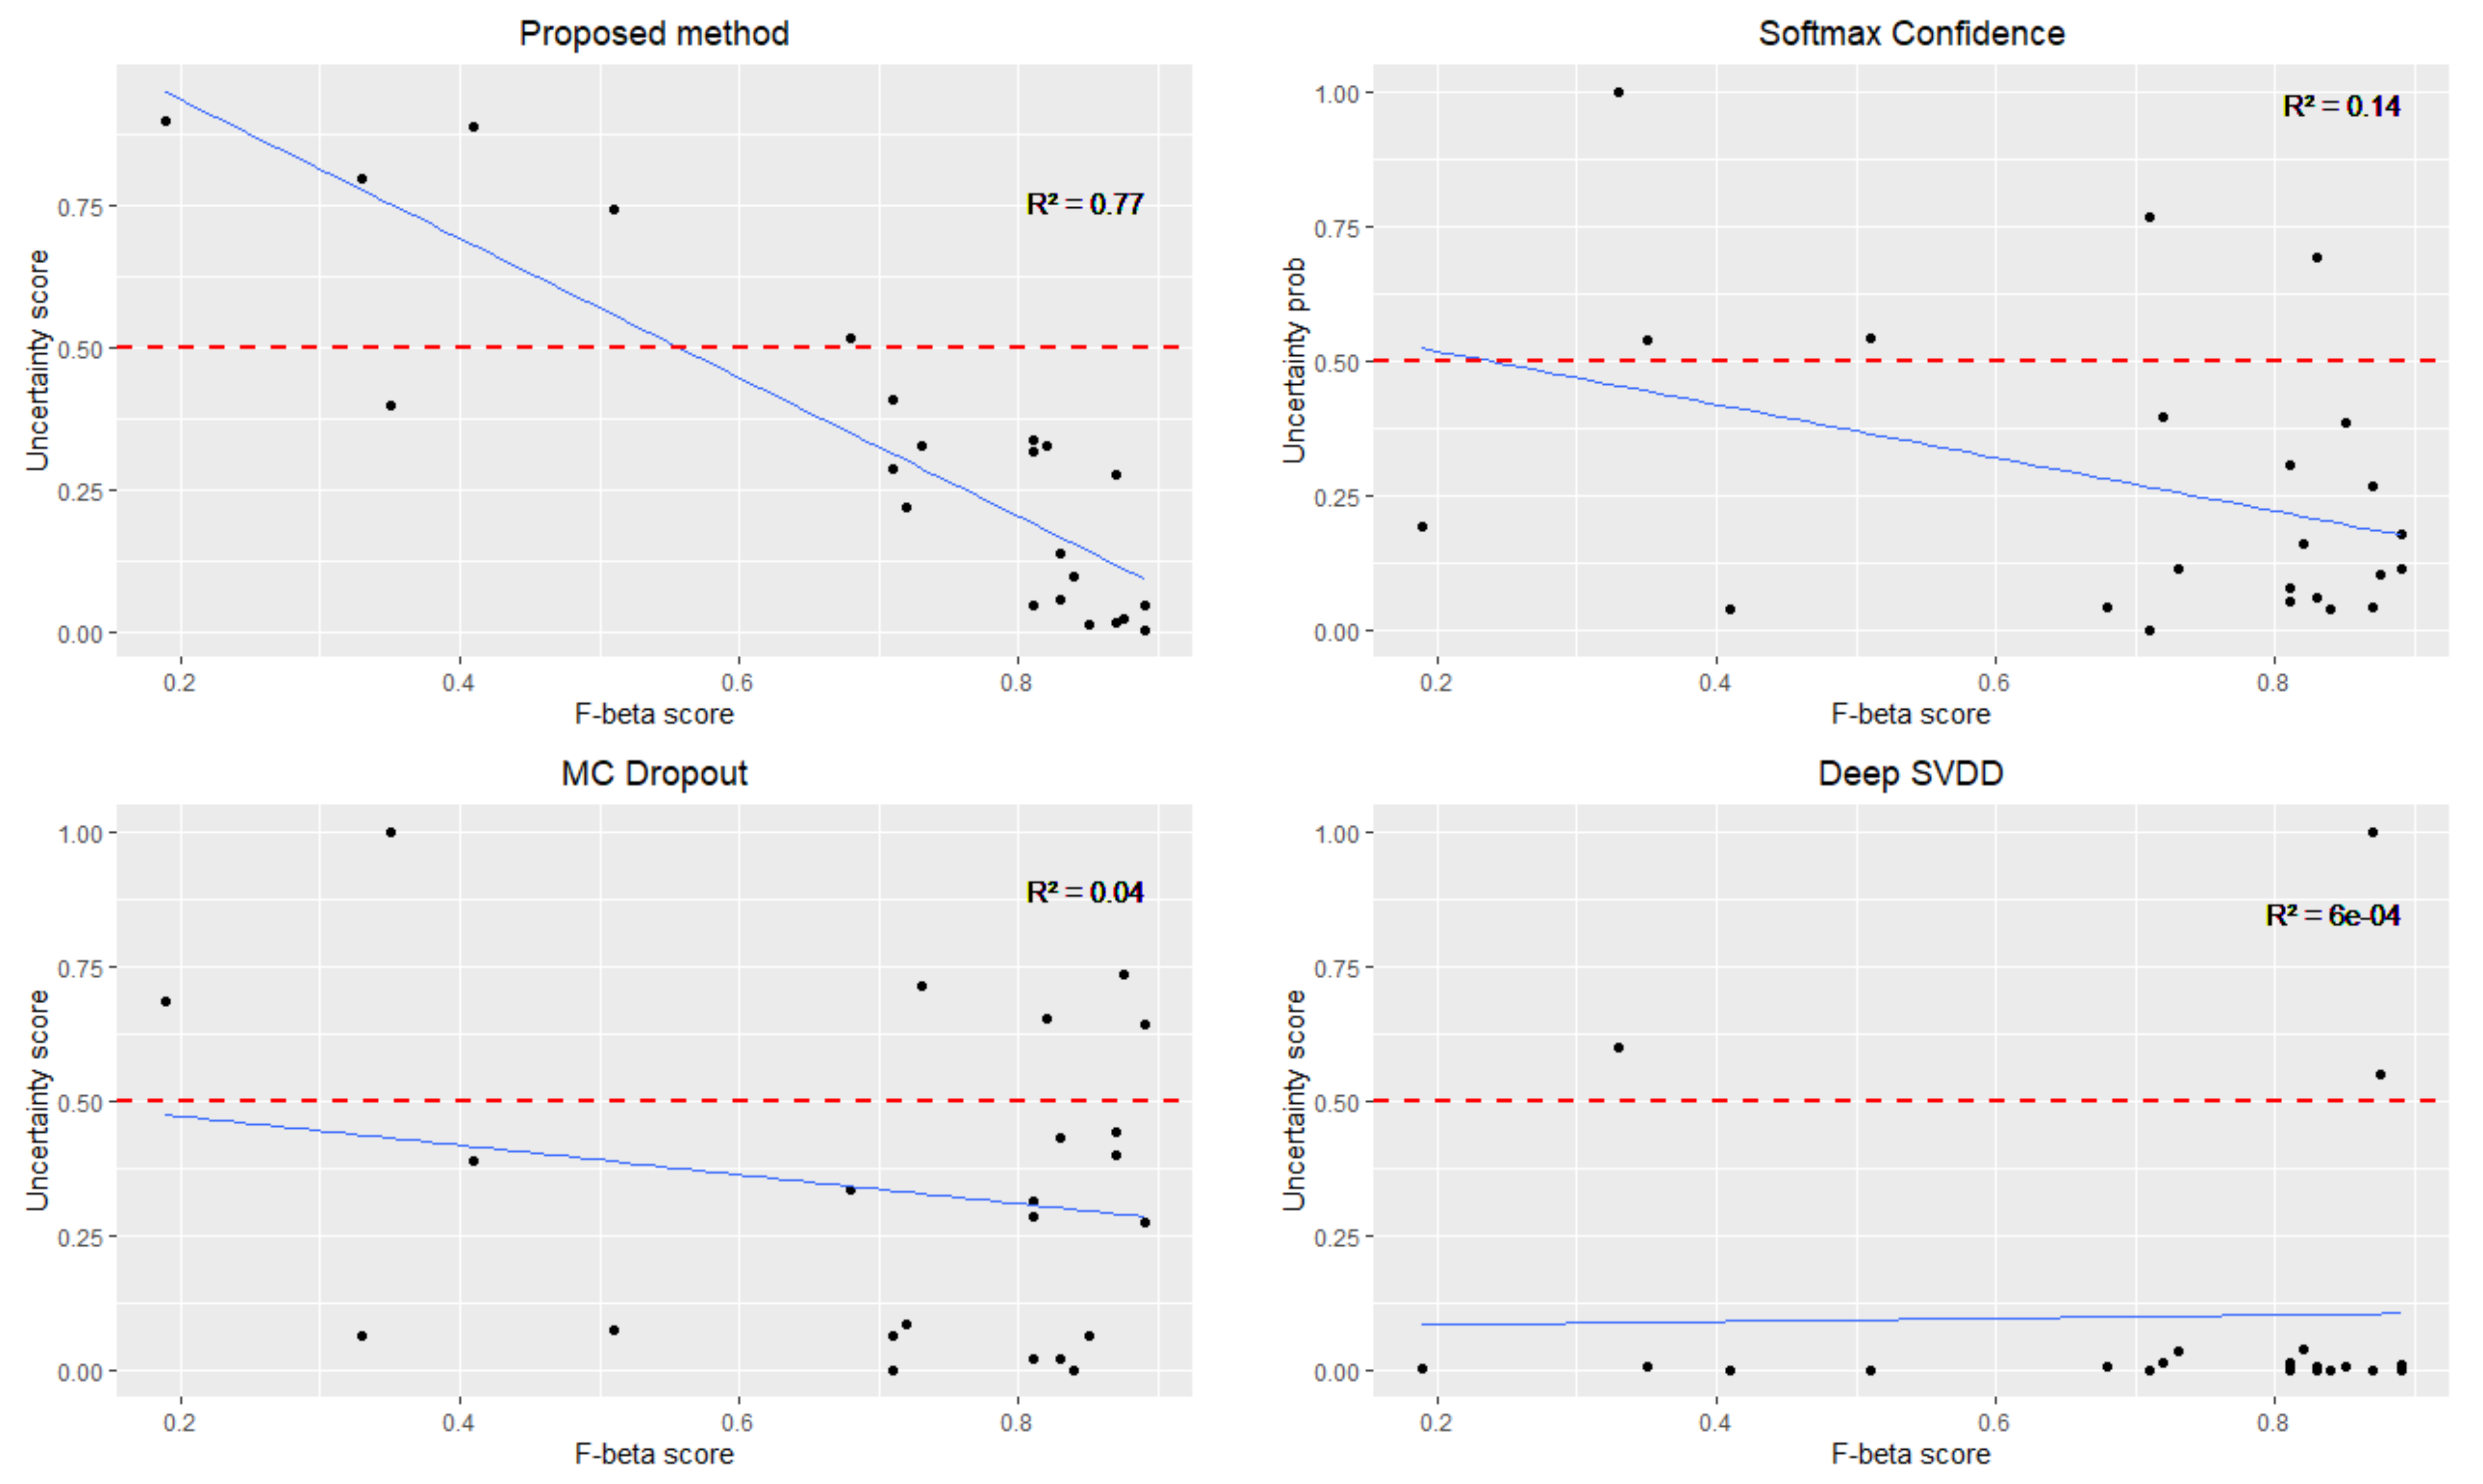 Proposed method
R² = 0.77
Uncertainty score
0.75
0.50
0.25
0.00
0.2 0.4 0.6 0.8
F-beta score
Softmax Confidence
R² = 0.14
Uncertainty prob
1.00
0.75
0.50
0.25
0.00
0.2 0.4 0.6 0.8
F-beta score
MC Dropout
R² = 0.04
Uncertainty score
1.00
0.75
0.50
0.25
0.00
0.2 0.4 0.6 0.8
F-beta score
Deep SVDD
R² = 6e-04
Uncertainty score
1.00
0.75
0.50
0.25
0.00
0.2 0.4 0.6 0.8
F-beta score